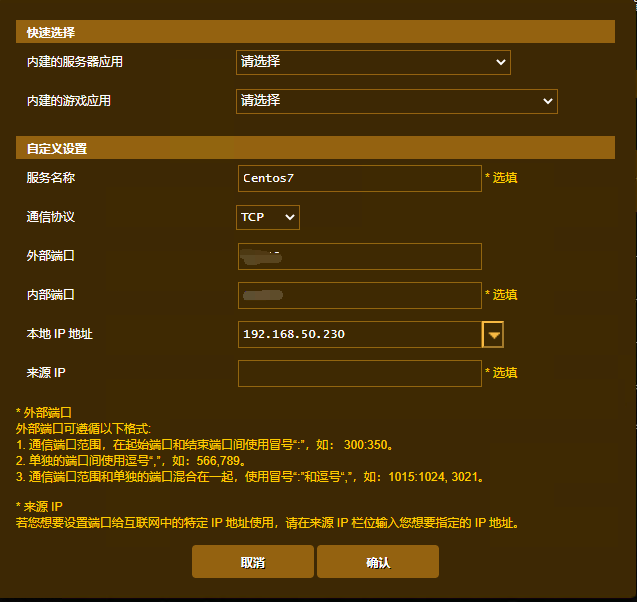 快速选择
内建的服务器应用 请选择
内建的游戏应用 请选择
自定义设置
服务名称 Centos7 * 选填
通信协议 TCP
外部端口
内部端口 * 选填
本地 IP 地址 192.168.50.230
来源 IP * 选填
* 外部端口
外部端口可遵循以下格式:
1. 通信端口范围，在起始端口和结束端口间使用冒号“:”，如： 300:350。
2. 单独的端口间使用逗号“,”，如：566,789。
3. 通信端口范围和单独的端口混合在一起，使用冒号“:”和逗号“,”，如：1015:1024, 3021。
* 来源 IP
若您想要设置端口给互联网中的特定 IP 地址使用，请在来源 IP 栏位输入您想要指定的 IP 地址。
取消 确认